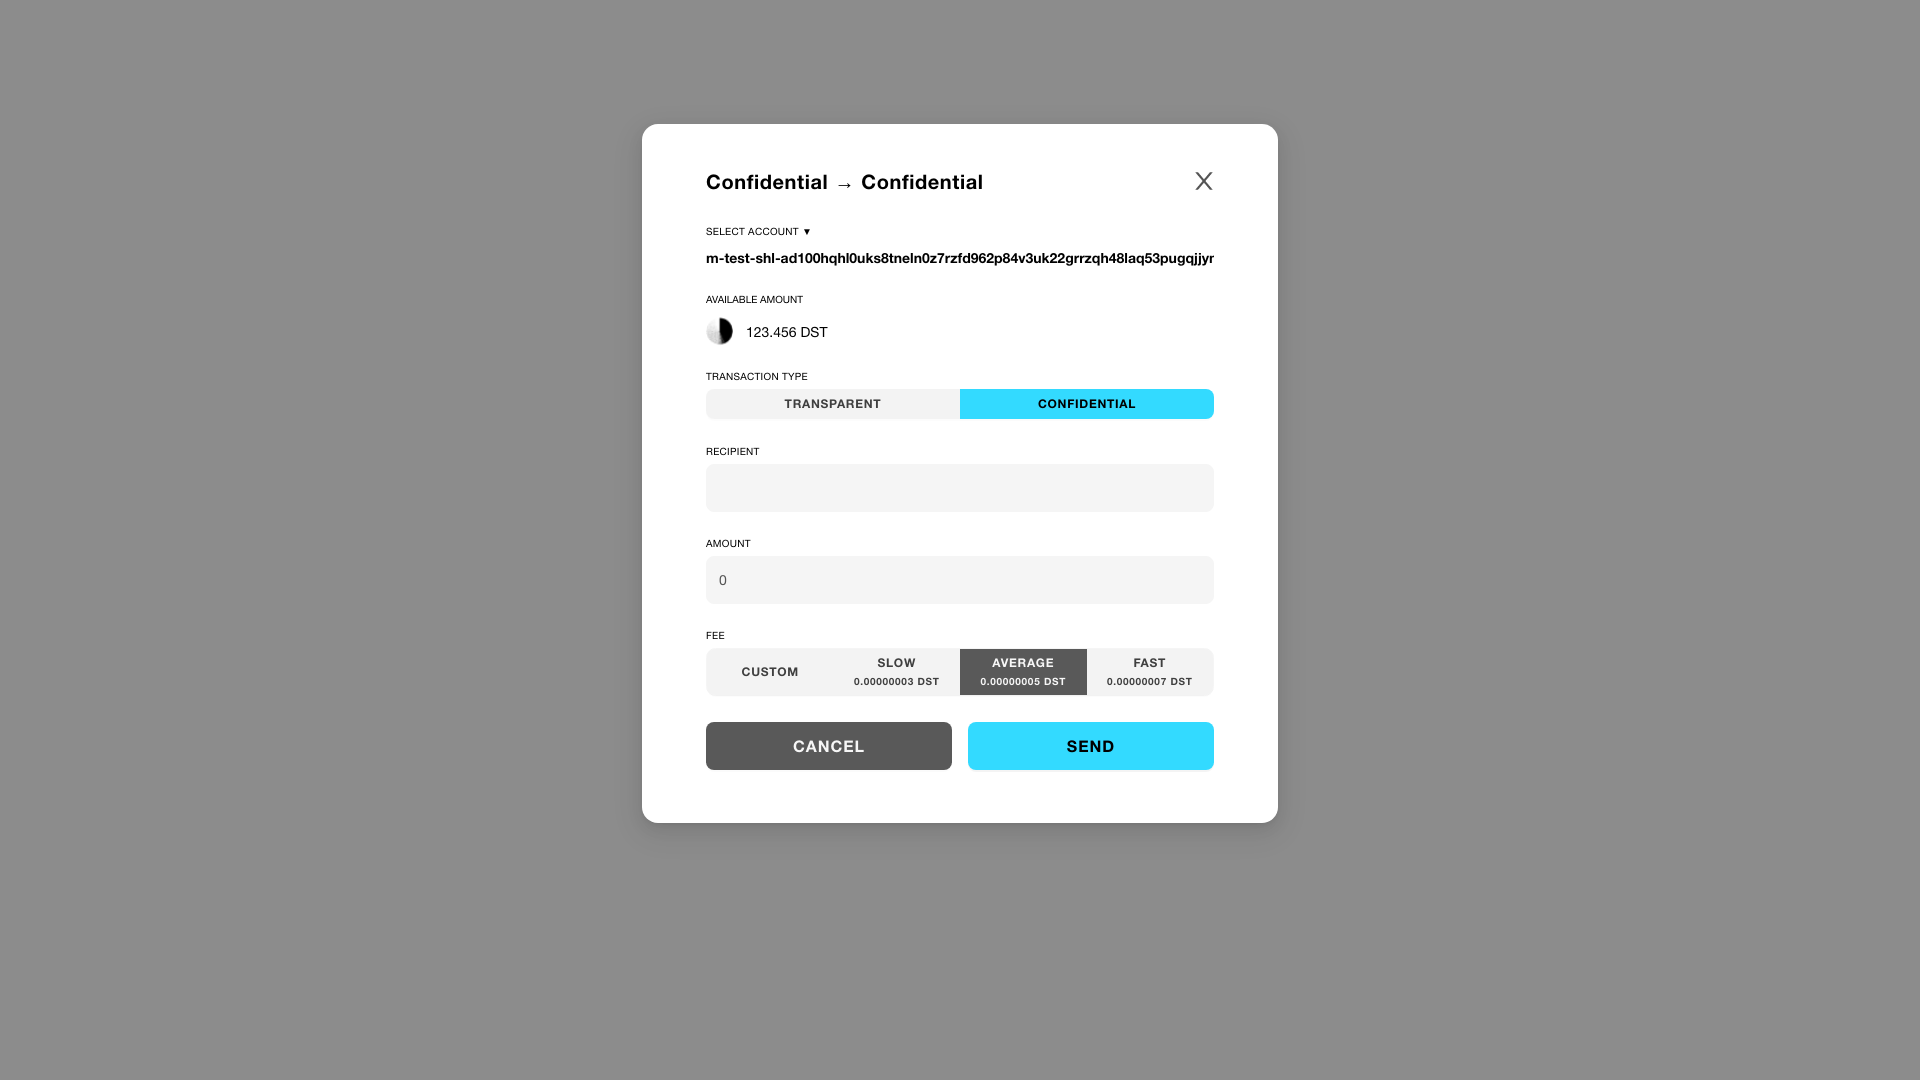 Confidential → Confidential
X
SELECT ACCOUNT ▼
m-test-shl-ad100hqhl0uks8tneln0z7rzfd962p84v3uk22grrzqh48laq53pugqjjyr
AVAILABLE AMOUNT
123.456 DST
TRANSACTION TYPE
TRANSPARENT CONFIDENTIAL
RECIPIENT
AMOUNT
0
FEE
CUSTOM SLOW AVERAGE FAST
0.00000003 DST 0.00000005 DST 0.00000007 DST
CANCEL SEND